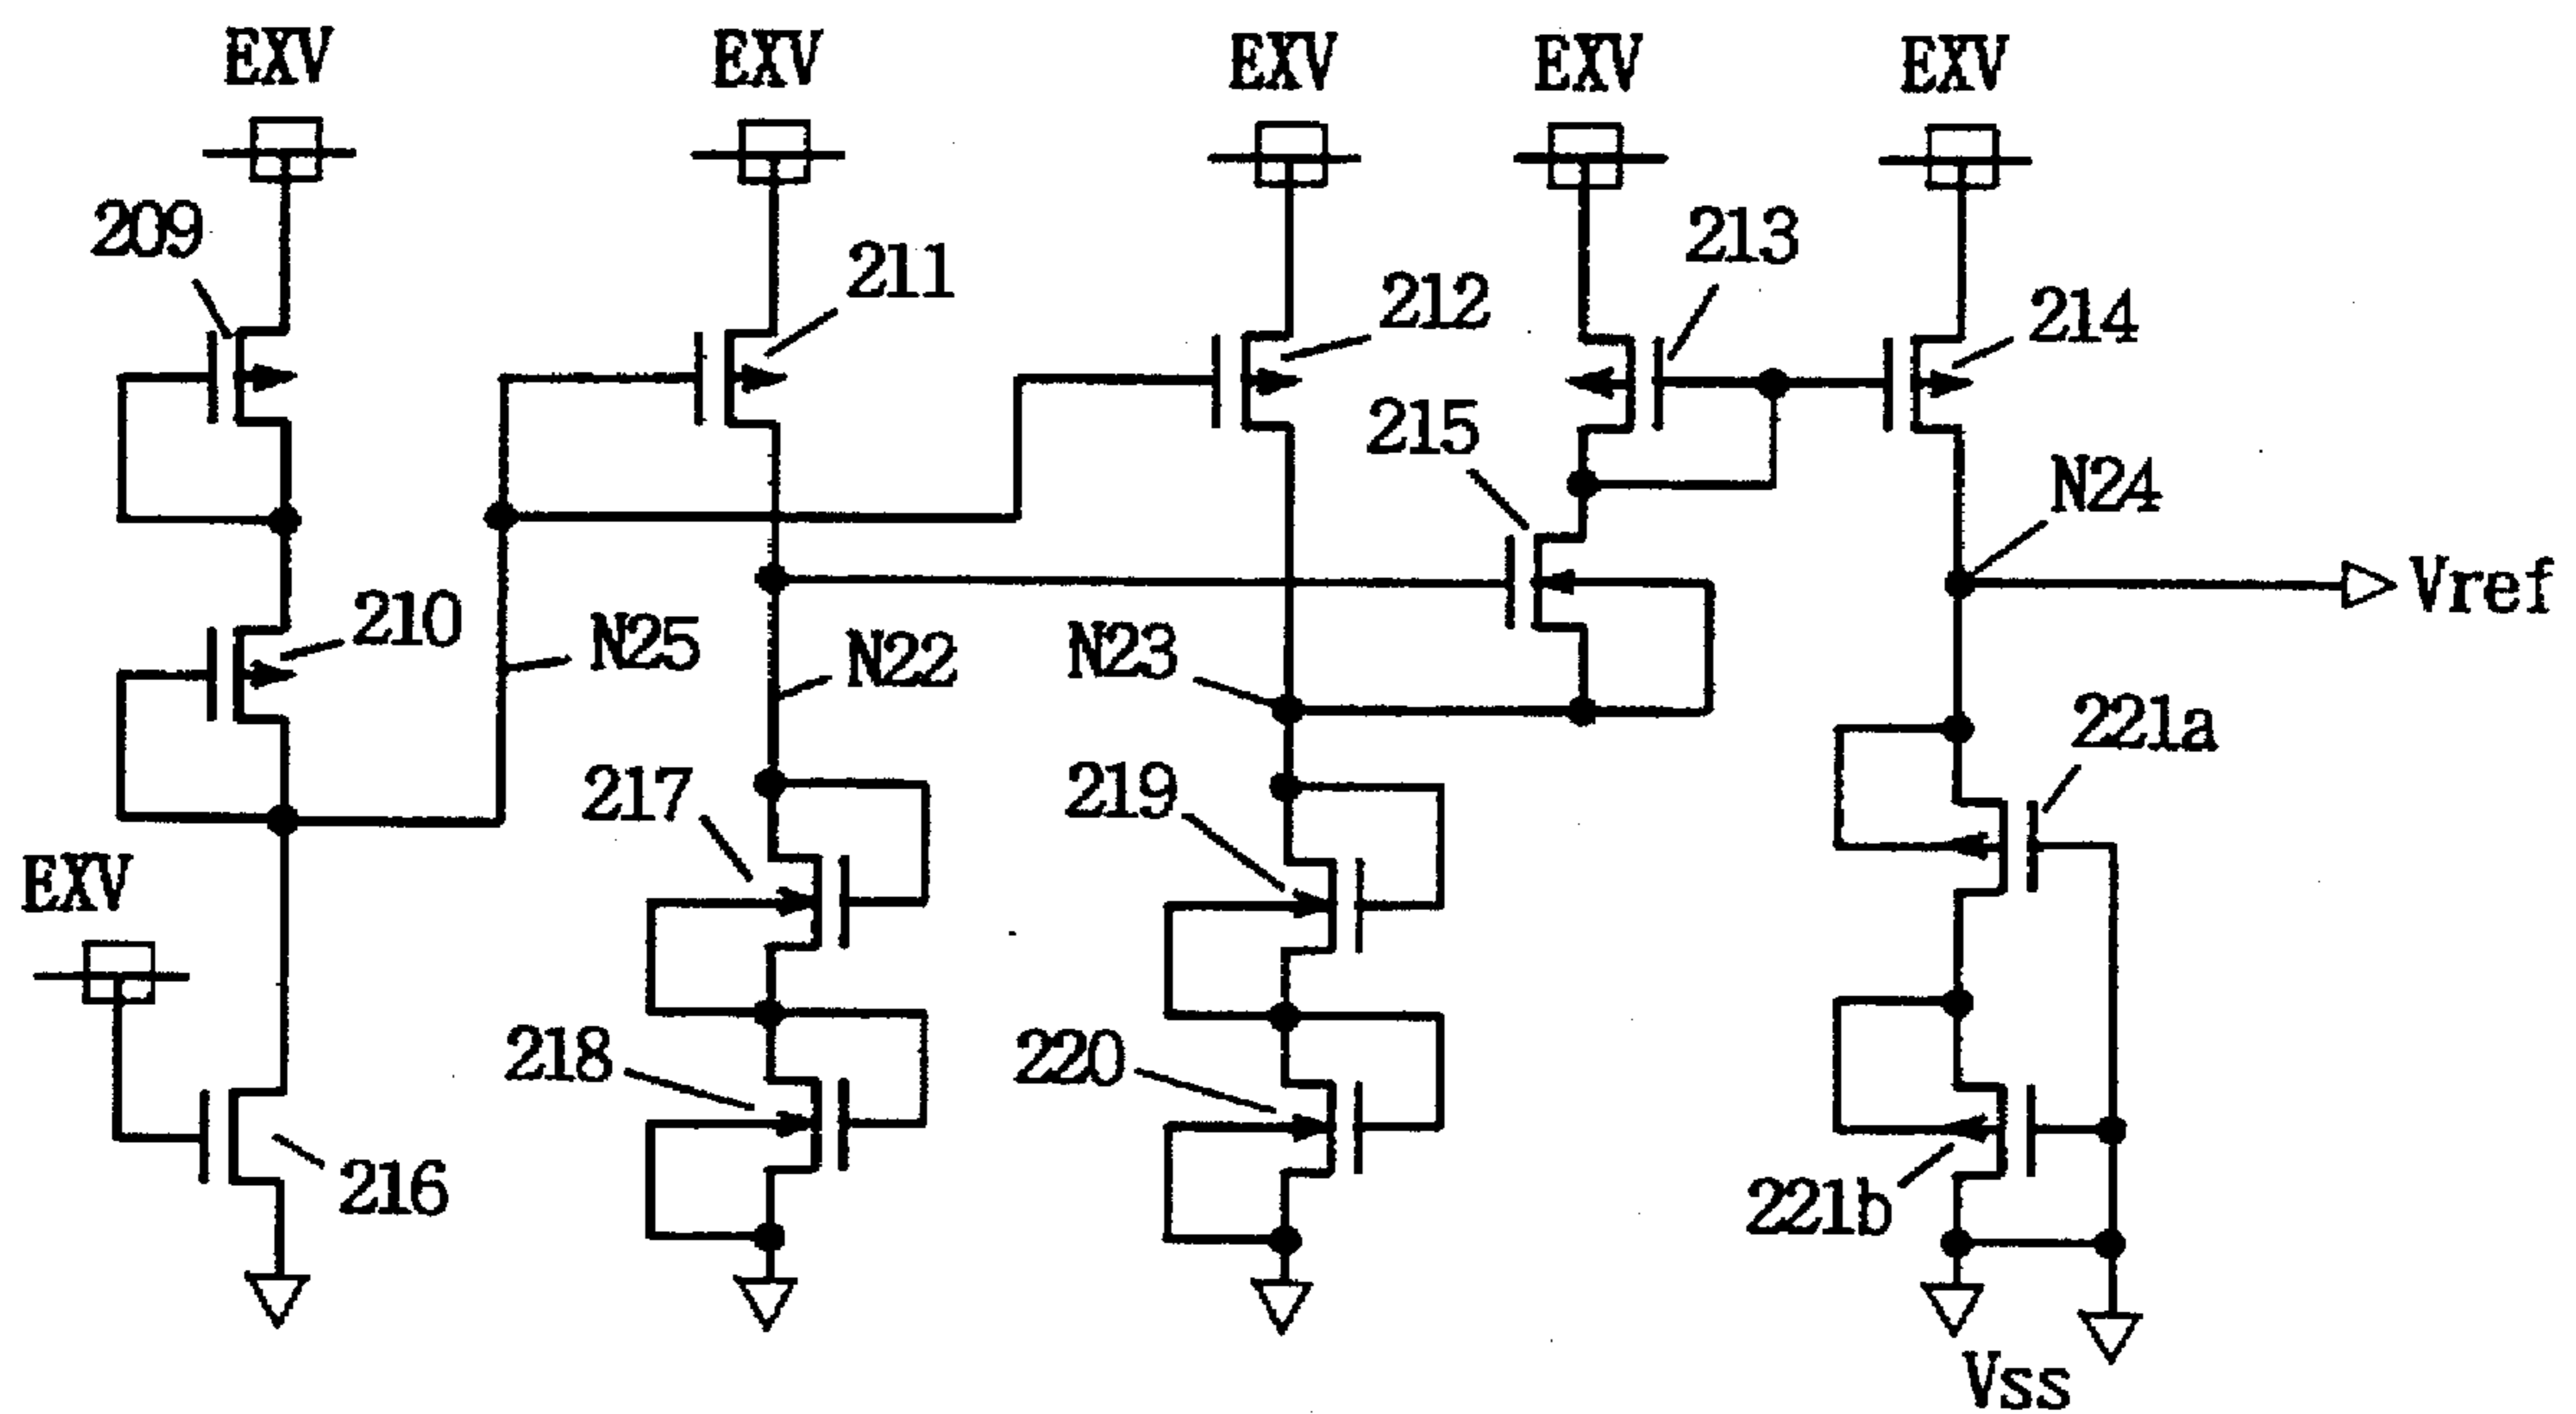 EXV EXV EXV EXV EXV
209
211
212
213
214
215
N24
Vref
210
N25
N22
N23
217
219
221a
EXV
218
220
216
221b
Vss